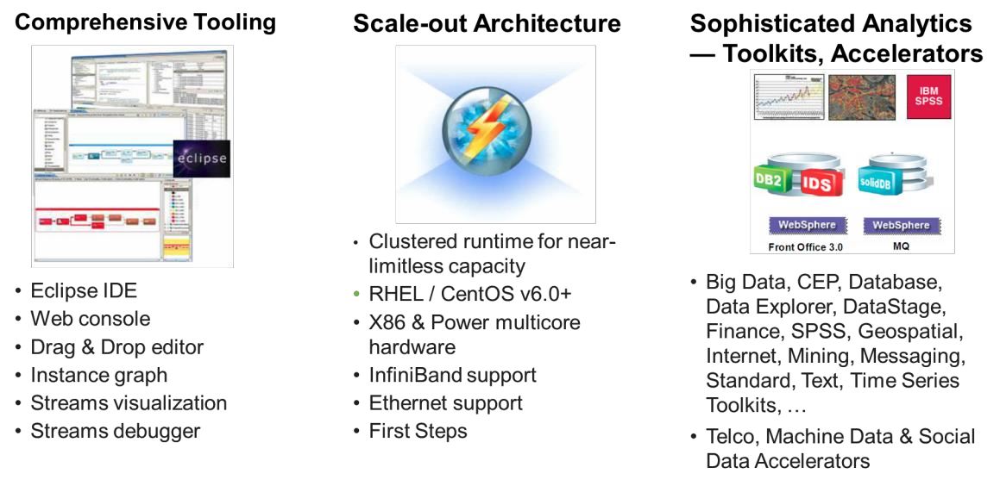 Comprehensive Tooling
eclipse
• Eclipse IDE
• Web console
• Drag & Drop editor
• Instance graph
• Streams visualization
• Streams debugger
Scale-out Architecture
• Clustered runtime for near-
limitless capacity
• RHEL / CentOS v6.0+
• X86 & Power multicore
hardware
• InfiniBand support
• Ethernet support
• First Steps
Sophisticated Analytics
— Toolkits, Accelerators
IBM
SPSS
DB2
IDS
solidDB
WebSphere
WebSphere
Front Office 3.0
MQ
• Big Data, CEP, Database,
Data Explorer, DataStage,
Finance, SPSS, Geospatial,
Internet, Mining, Messaging,
Standard, Text, Time Series
Toolkits, …
• Telco, Machine Data & Social
Data Accelerators